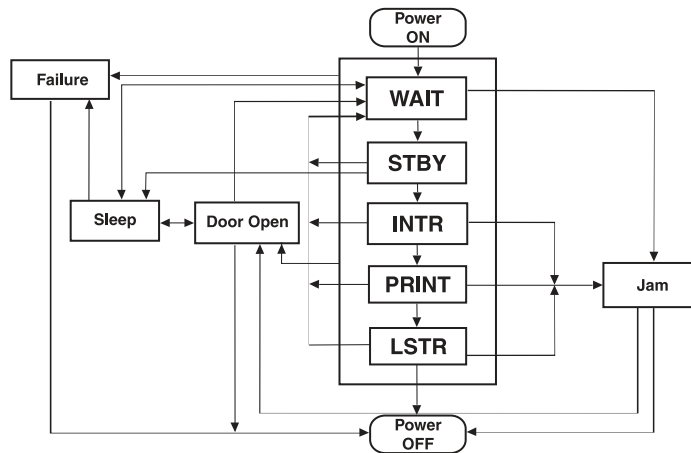 Power
ON
Failure
WAIT
STBY
Sleep
Door Open
INTR
PRINT
Jam
LSTR
Power
OFF